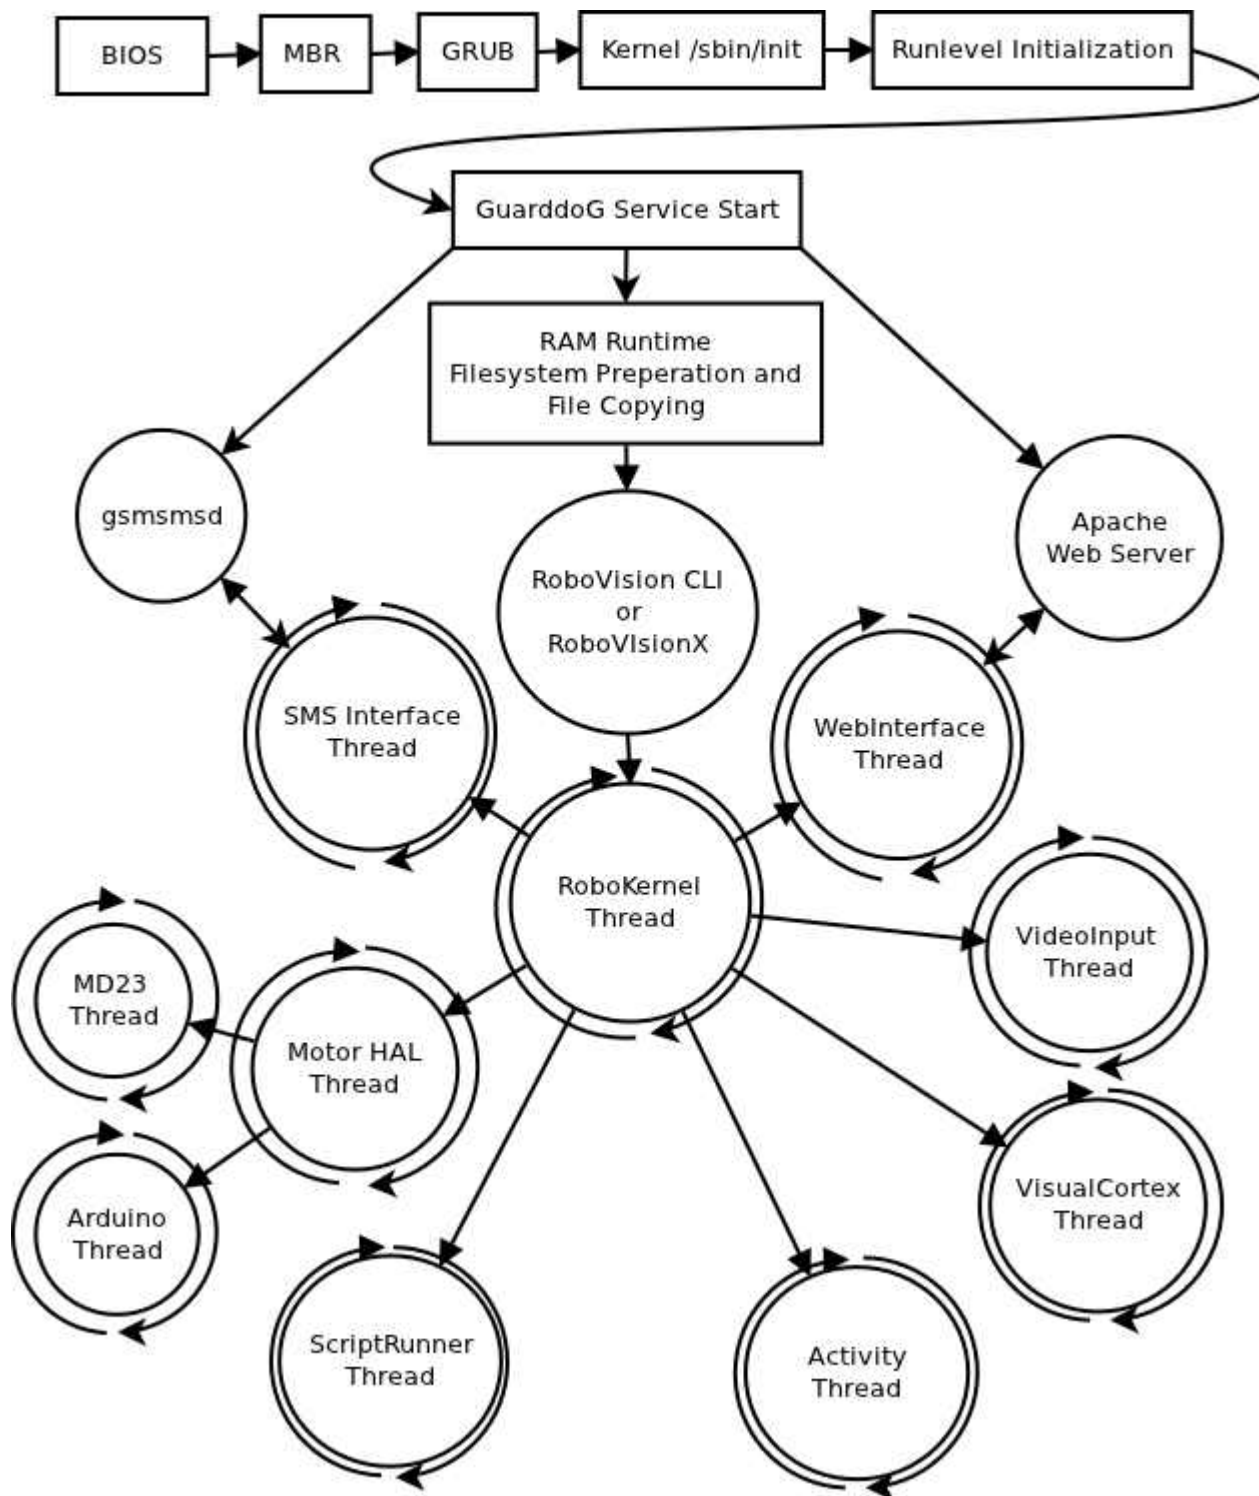 BIOS
MBR
GRUB
Kernel /sbin/init
Runlevel Initialization
GuarddoG Service Start
RAM Runtime
Filesystem Preperation and
File Copying
gsmsmsd
Apache
Web Server
RoboVision CLI
or
RoboVIsionX
SMS Interface
Thread
WebInterface
Thread
RoboKernel
Thread
VideoInput
Thread
MD23
Thread
Motor HAL
Thread
VisualCortex
Thread
Arduino
Thread
ScriptRunner
Thread
Activity
Thread